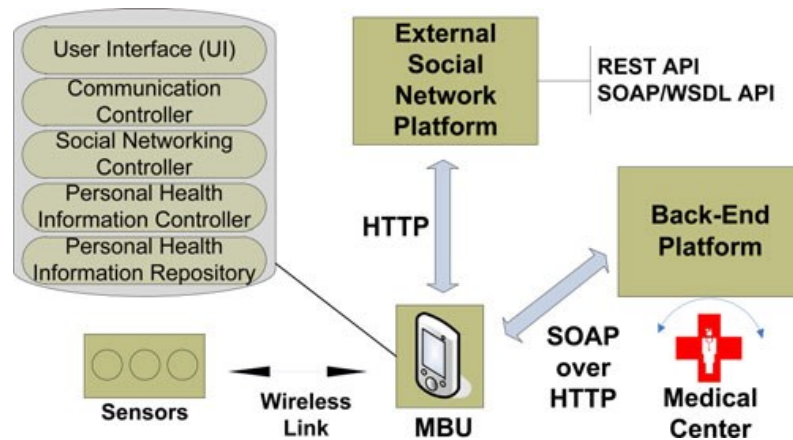 User Interface (UI)
Communication
Controller
Social Networking
Controller
Personal Health
Information Controller
Personal Health
Information Repository
External
Social
Network
Platform
REST API
SOAP/WSDL API
HTTP
Back-End
Platform
SOAP
over
HTTP
Medical
Center
Sensors
Wireless
Link
MBU